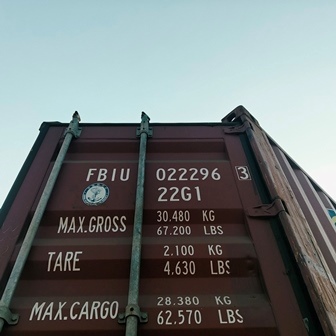 FBIU 022296 3
22G1
MAX.GROSS 30.480 KG
67.200 LBS
TARE 2.100 KG
4.630 LBS
MAX.CARGO 28.380 KG
62.570 LBS